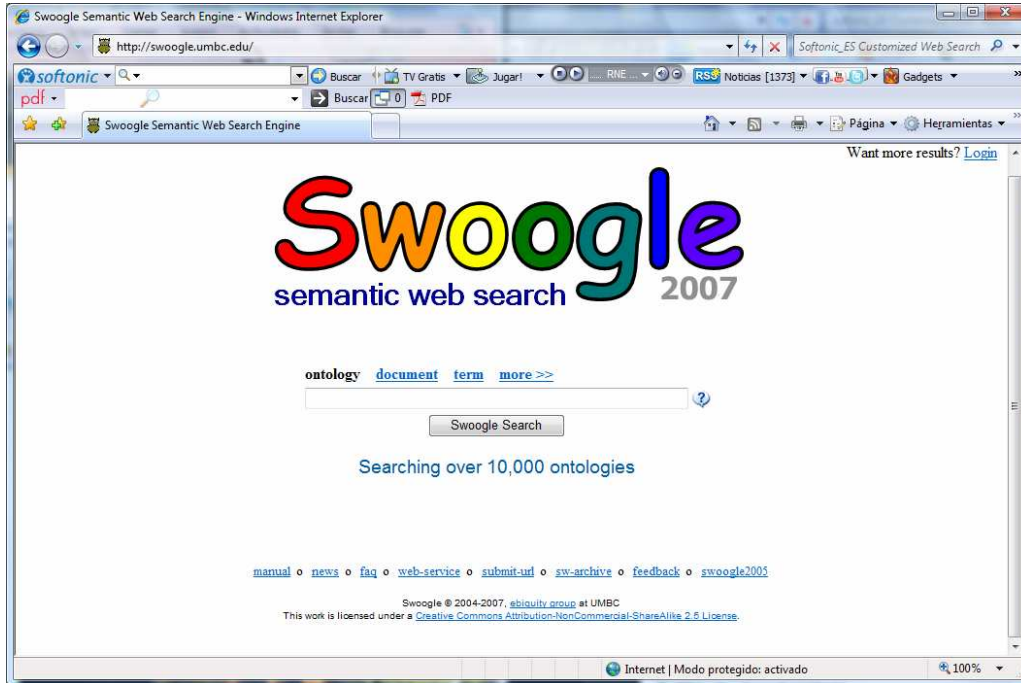 Swoogle Semantic Web Search Engine - Windows Internet Explorer
http://swoogle.umbc.edu/ Softonic_ES Customized Web Search
softonic Buscar TV Gratis Jugar! RNE ... RSS Noticias [1373] Gadgets »
pdf Buscar 0 PDF
Swoogle Semantic Web Search Engine Página Herramientas »
Want more results? Login
Swoogle
semantic web search 2007
ontology document term more >>
Swoogle Search
Searching over 10,000 ontologies
manual o news o faq o web-service o submit-url o sw-archive o feedback o swoogle2005
Swoogle © 2004-2007, ebiquity group at UMBC
This work is licensed under a Creative Commons Attribution-NonCommercial-ShareAlike 2.5 License.
Internet | Modo protegido: activado 100%